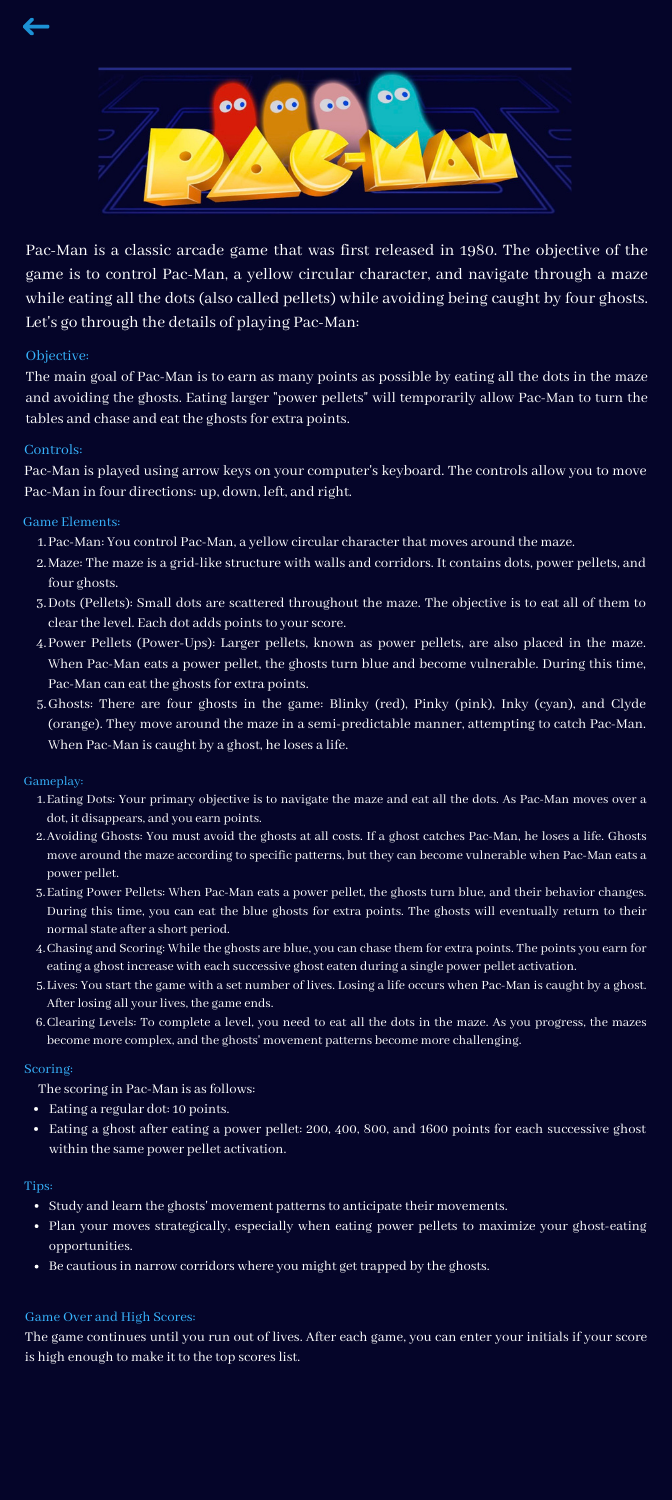 PAC-MAN
Pac-Man is a classic arcade game that was first released in 1980. The objective of the
game is to control Pac-Man, a yellow circular character, and navigate through a maze
while eating all the dots (also called pellets) while avoiding being caught by four ghosts.
Let's go through the details of playing Pac-Man:
Objective:
The main goal of Pac-Man is to earn as many points as possible by eating all the dots in the maze
and avoiding the ghosts. Eating larger "power pellets" will temporarily allow Pac-Man to turn the
tables and chase and eat the ghosts for extra points.
Controls:
Pac-Man is played using arrow keys on your computer's keyboard. The controls allow you to move
Pac-Man in four directions: up, down, left, and right.
Game Elements:
1. Pac-Man: You control Pac-Man, a yellow circular character that moves around the maze.
2. Maze: The maze is a grid-like structure with walls and corridors. It contains dots, power pellets, and
four ghosts.
3. Dots (Pellets): Small dots are scattered throughout the maze. The objective is to eat all of them to
clear the level. Each dot adds points to your score.
4. Power Pellets (Power-Ups): Larger pellets, known as power pellets, are also placed in the maze.
When Pac-Man eats a power pellet, the ghosts turn blue and become vulnerable. During this time,
Pac-Man can eat the ghosts for extra points.
5. Ghosts: There are four ghosts in the game: Blinky (red), Pinky (pink), Inky (cyan), and Clyde
(orange). They move around the maze in a semi-predictable manner, attempting to catch Pac-Man.
When Pac-Man is caught by a ghost, he loses a life.
Gameplay:
1. Eating Dots: Your primary objective is to navigate the maze and eat all the dots. As Pac-Man moves over a
dot, it disappears, and you earn points.
2. Avoiding Ghosts: You must avoid the ghosts at all costs. If a ghost catches Pac-Man, he loses a life. Ghosts
move around the maze according to specific patterns, but they can become vulnerable when Pac-Man eats a
power pellet.
3. Eating Power Pellets: When Pac-Man eats a power pellet, the ghosts turn blue, and their behavior changes.
During this time, you can eat the blue ghosts for extra points. The ghosts will eventually return to their
normal state after a short period.
4. Chasing and Scoring: While the ghosts are blue, you can chase them for extra points. The points you earn for
eating a ghost increase with each successive ghost eaten during a single power pellet activation.
5. Lives: You start the game with a set number of lives. Losing a life occurs when Pac-Man is caught by a ghost.
After losing all your lives, the game ends.
6. Clearing Levels: To complete a level, you need to eat all the dots in the maze. As you progress, the mazes
become more complex, and the ghosts' movement patterns become more challenging.
Scoring:
The scoring in Pac-Man is as follows:
• Eating a regular dot: 10 points.
• Eating a ghost after eating a power pellet: 200, 400, 800, and 1600 points for each successive ghost
within the same power pellet activation.
Tips:
• Study and learn the ghosts' movement patterns to anticipate their movements.
• Plan your moves strategically, especially when eating power pellets to maximize your ghost-eating
opportunities.
• Be cautious in narrow corridors where you might get trapped by the ghosts.
Game Over and High Scores:
The game continues until you run out of lives. After each game, you can enter your initials if your score
is high enough to make it to the top scores list.